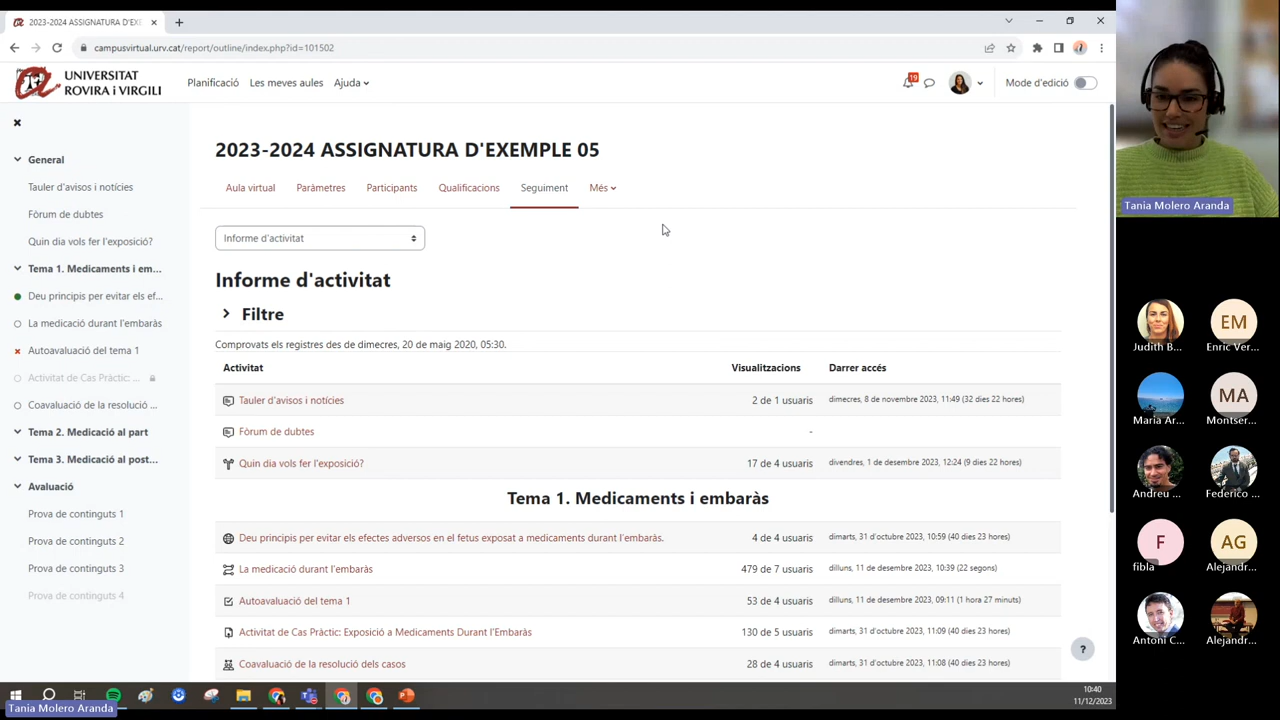 2023-2024 ASSIGNATURA D'EXE
campusvirtual.urv.cat/report/outline/index.php?id=101502
UNIVERSITAT
ROVIRA i VIRGILI
Planificació
Les meves aules
Ajuda
19
Mode d'edició
General
Tauler d'avisos i notícies
Fòrum de dubtes
Quin dia vols fer l'exposició?
Tema 1. Medicaments i em...
Deu principis per evitar els ef...
La medicació durant l'embaràs
Autoavaluació del tema 1
Activitat de Cas Pràctic: ...
Coavaluació de la resolució ...
Tema 2. Medicació al part
Tema 3. Medicació al post...
Avaluació
Prova de continguts 1
Prova de continguts 2
Prova de continguts 3
Prova de continguts 4
2023-2024 ASSIGNATURA D'EXEMPLE 05
Aula virtual
Paràmetres
Participants
Qualificacions
Seguiment
Més
Informe d'activitat
Informe d'activitat
Filtre
Comprovats els registres des de dimecres, 20 de maig 2020, 05:30.
Activitat Visualitzacions Darrer accés
Tauler d'avisos i notícies 2 de 1 usuaris dimecres, 8 de novembre 2023, 11:49 (32 dies 22 hores)
Fòrum de dubtes -
Quin dia vols fer l'exposició? 17 de 4 usuaris divendres, 1 de desembre 2023, 12:24 (9 dies 22 hores)
Tema 1. Medicaments i embaràs
Deu principis per evitar els efectes adversos en el fetus exposat a medicaments durant l'embaràs. 4 de 4 usuaris dimarts, 31 d'octubre 2023, 10:59 (40 dies 23 hores)
La medicació durant l'embaràs 479 de 7 usuaris dilluns, 11 de desembre 2023, 10:39 (22 segons)
Autoavaluació del tema 1 53 de 4 usuaris dilluns, 11 de desembre 2023, 09:11 (1 hora 27 minuts)
Activitat de Cas Pràctic: Exposició a Medicaments Durant l'Embaràs 130 de 5 usuaris dimarts, 31 d'octubre 2023, 11:09 (40 dies 23 hores)
Coavaluació de la resolució dels casos 28 de 4 usuaris dimarts, 31 d'octubre 2023, 11:08 (40 dies 23 hores)
?
10:40
11/12/2023
Tania Molero Aranda
Tania Molero Aranda
Judith B...
EM
Enric Ver...
Maria Ar...
MA
Montser...
Andreu ...
Federico ...
F
fibla
AG
Alejandr...
Antoni C...
Alejandr...